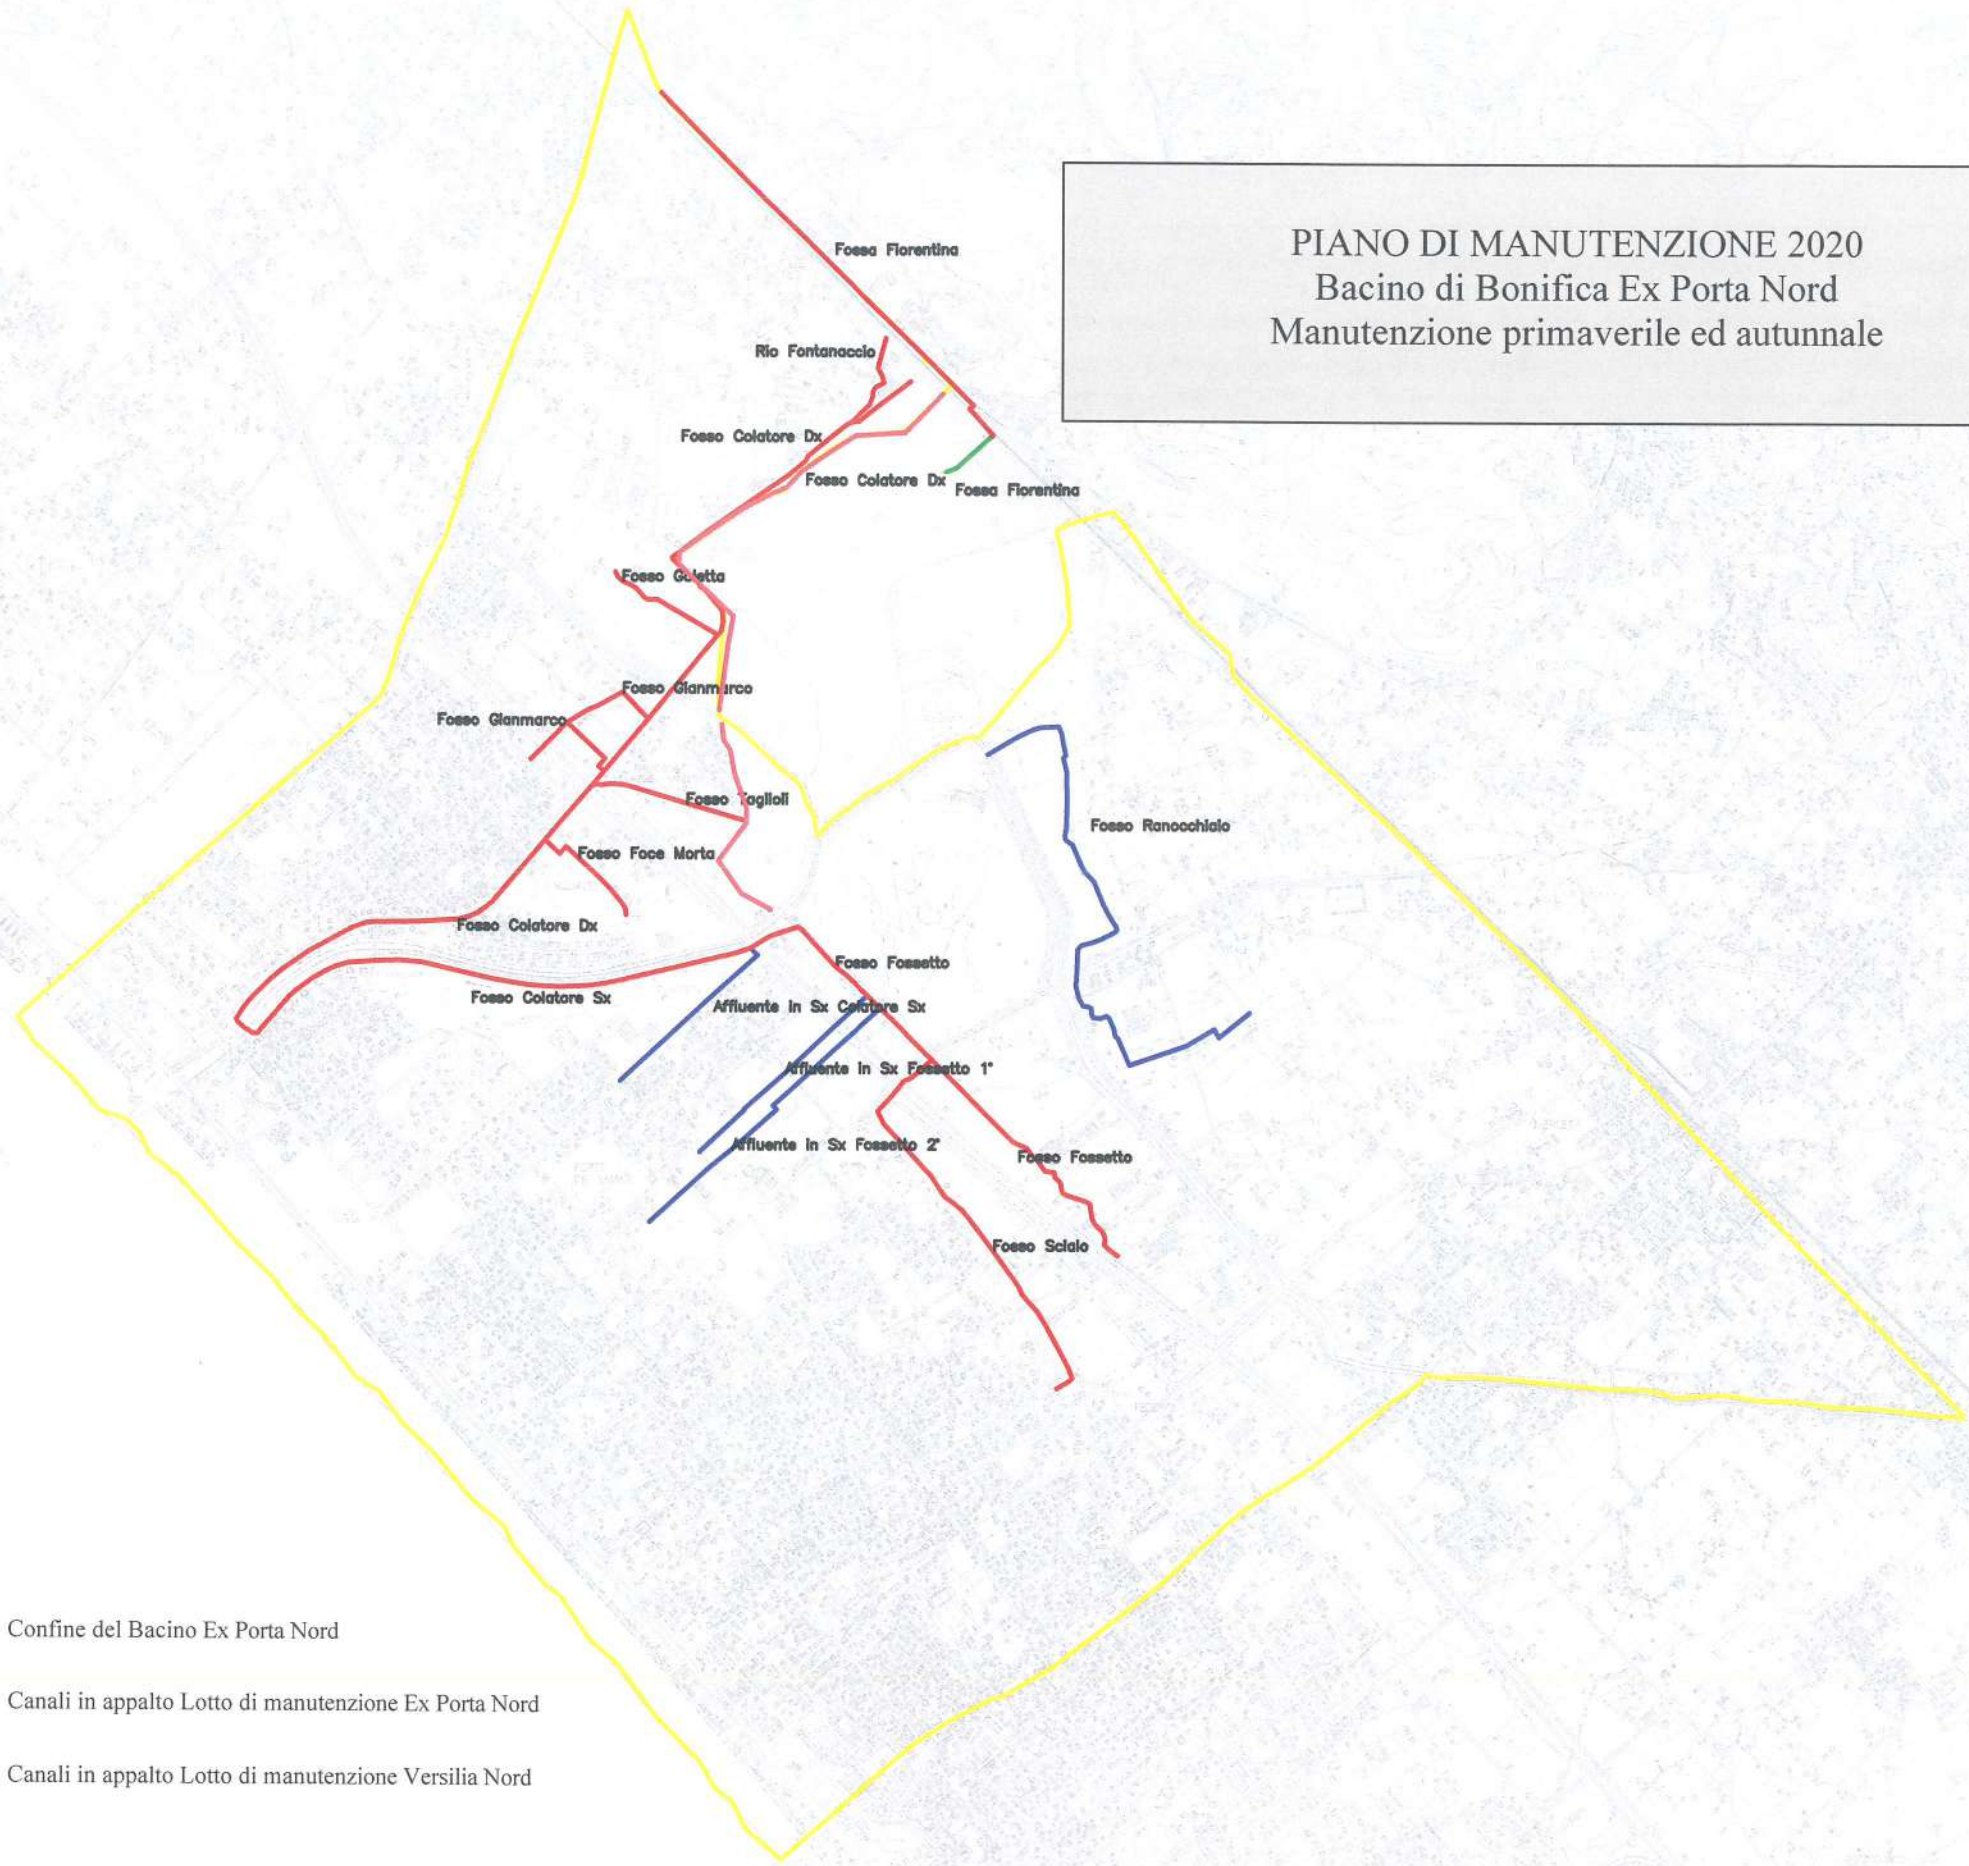 PIANO DI MANUTENZIONE 2020
Bacino di Bonifica Ex Porta Nord
Manutenzione primaverile ed autunnale
Fossa Fiorentina
Rio Fontanaccio
Fosso Colatore Dx
Fosso Colatore Dx
Fossa Fiorentina
Fosso Goletta
Fosso Gianmarco
Fosso Gianmarco
Fosso Taglioli
Fosso Ranocchiaio
Fosso Foce Morta
Fosso Colatore Dx
Fosso Fossetto
Fosso Colatore Sx
Affluente in Sx Colatore Sx
Affluente in Sx Fossetto 1°
Affluente in Sx Fossetto 2°
Fosso Fossetto
Fosso Scialo
Confine del Bacino Ex Porta Nord
Canali in appalto Lotto di manutenzione Ex Porta Nord
Canali in appalto Lotto di manutenzione Versilia Nord